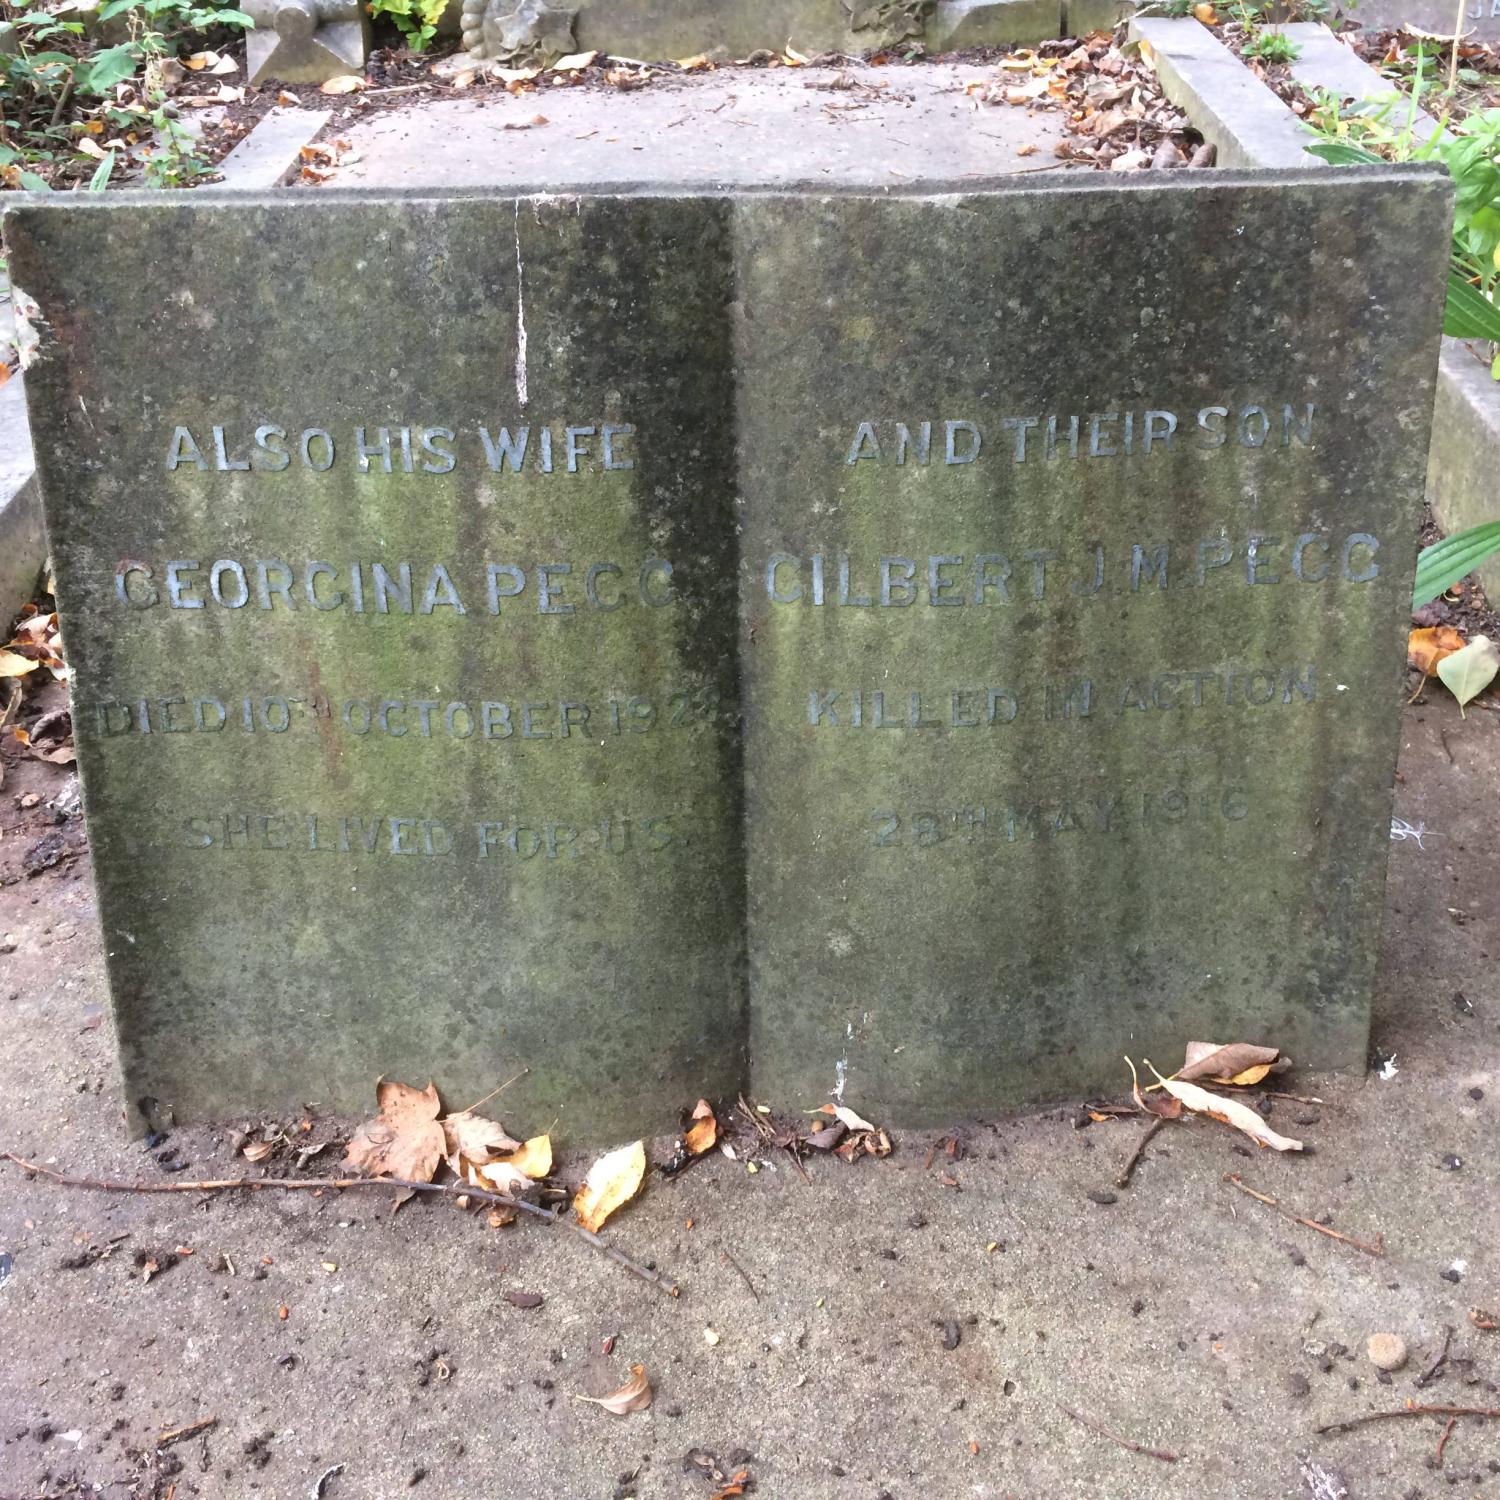 ALSO HIS WIFE
GEORGINA PEGG
DIED 10TH OCTOBER
SHE LIVED FOR US.
AND THEIR SON
GILBERT J. M. PEGG
KILLED IN ACTION
28TH MAY 1916